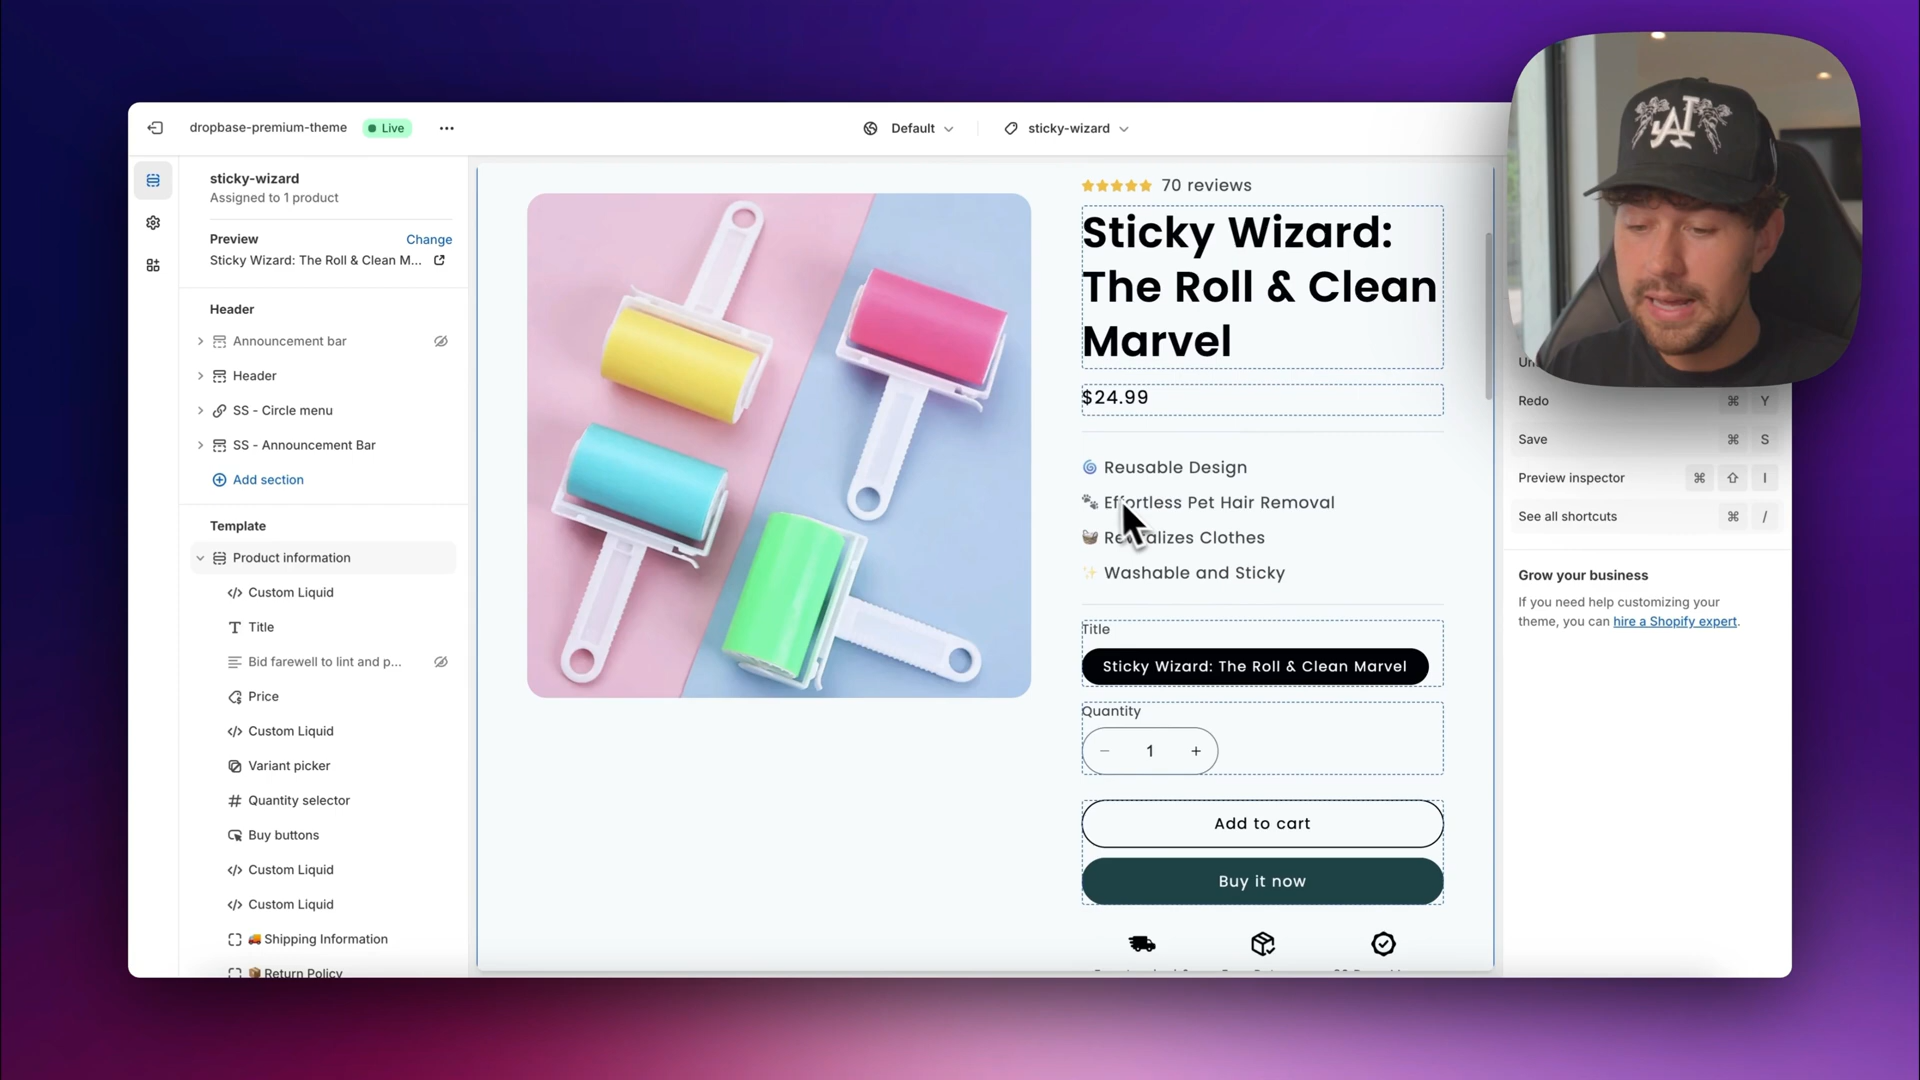 dropbase-premium-theme
Live
Default
sticky-wizard
sticky-wizard
Assigned to 1 product
Preview
Change
Sticky Wizard: The Roll & Clean M...
Header
Announcement bar
Header
SS - Circle menu
SS - Announcement Bar
Add section
Template
Product information
Custom Liquid
Title
Bid farewell to lint and p...
Price
Custom Liquid
Variant picker
Quantity selector
Buy buttons
Custom Liquid
Custom Liquid
Shipping Information
Return Policy
70 reviews
Sticky Wizard:
The Roll & Clean
Marvel
$24.99
Reusable Design
Effortless Pet Hair Removal
Clothes
Washable and Sticky
Title
Sticky Wizard: The Roll & Clean Marvel
Quantity
1
Add to cart
Buy it now
Redo ⌘ Y
Save ⌘ S
Preview inspector ⌘ ⇧ I
See all shortcuts ⌘ /
Grow your business
If you need help customizing your
theme, you can hire a Shopify expert.